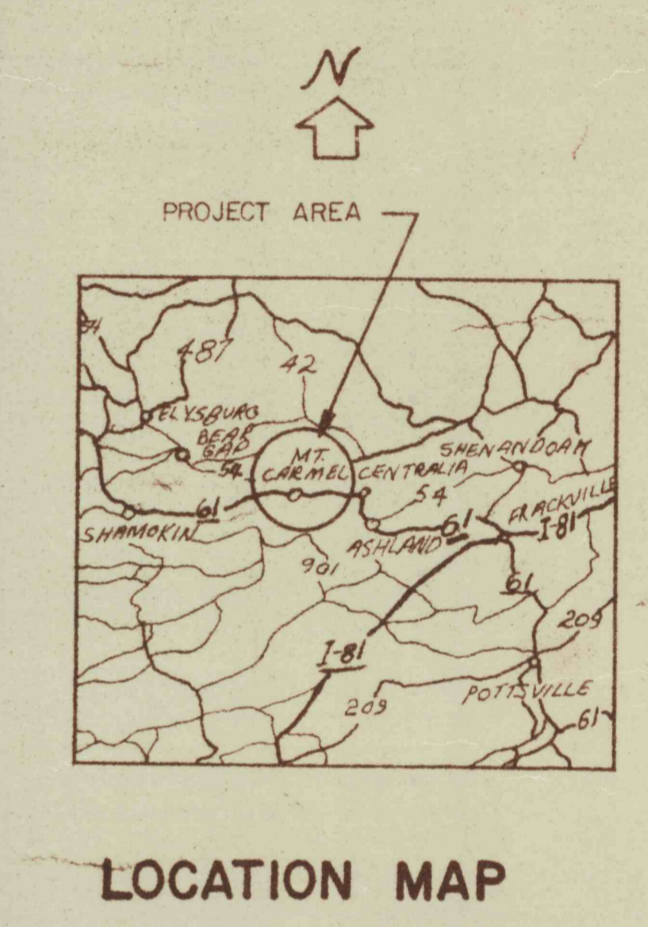 N
PROJECT AREA
487
42
ELYSBURG
BEAR
GAP
54
MT.
CARMEL
CENTRALIA
SHENANDOAH
54
61
SHAMOKIN
ASHLAND
61
FRACKVILLE
I-81
901
61
209
I-81
209
POTTSVILLE
61
LOCATION MAP